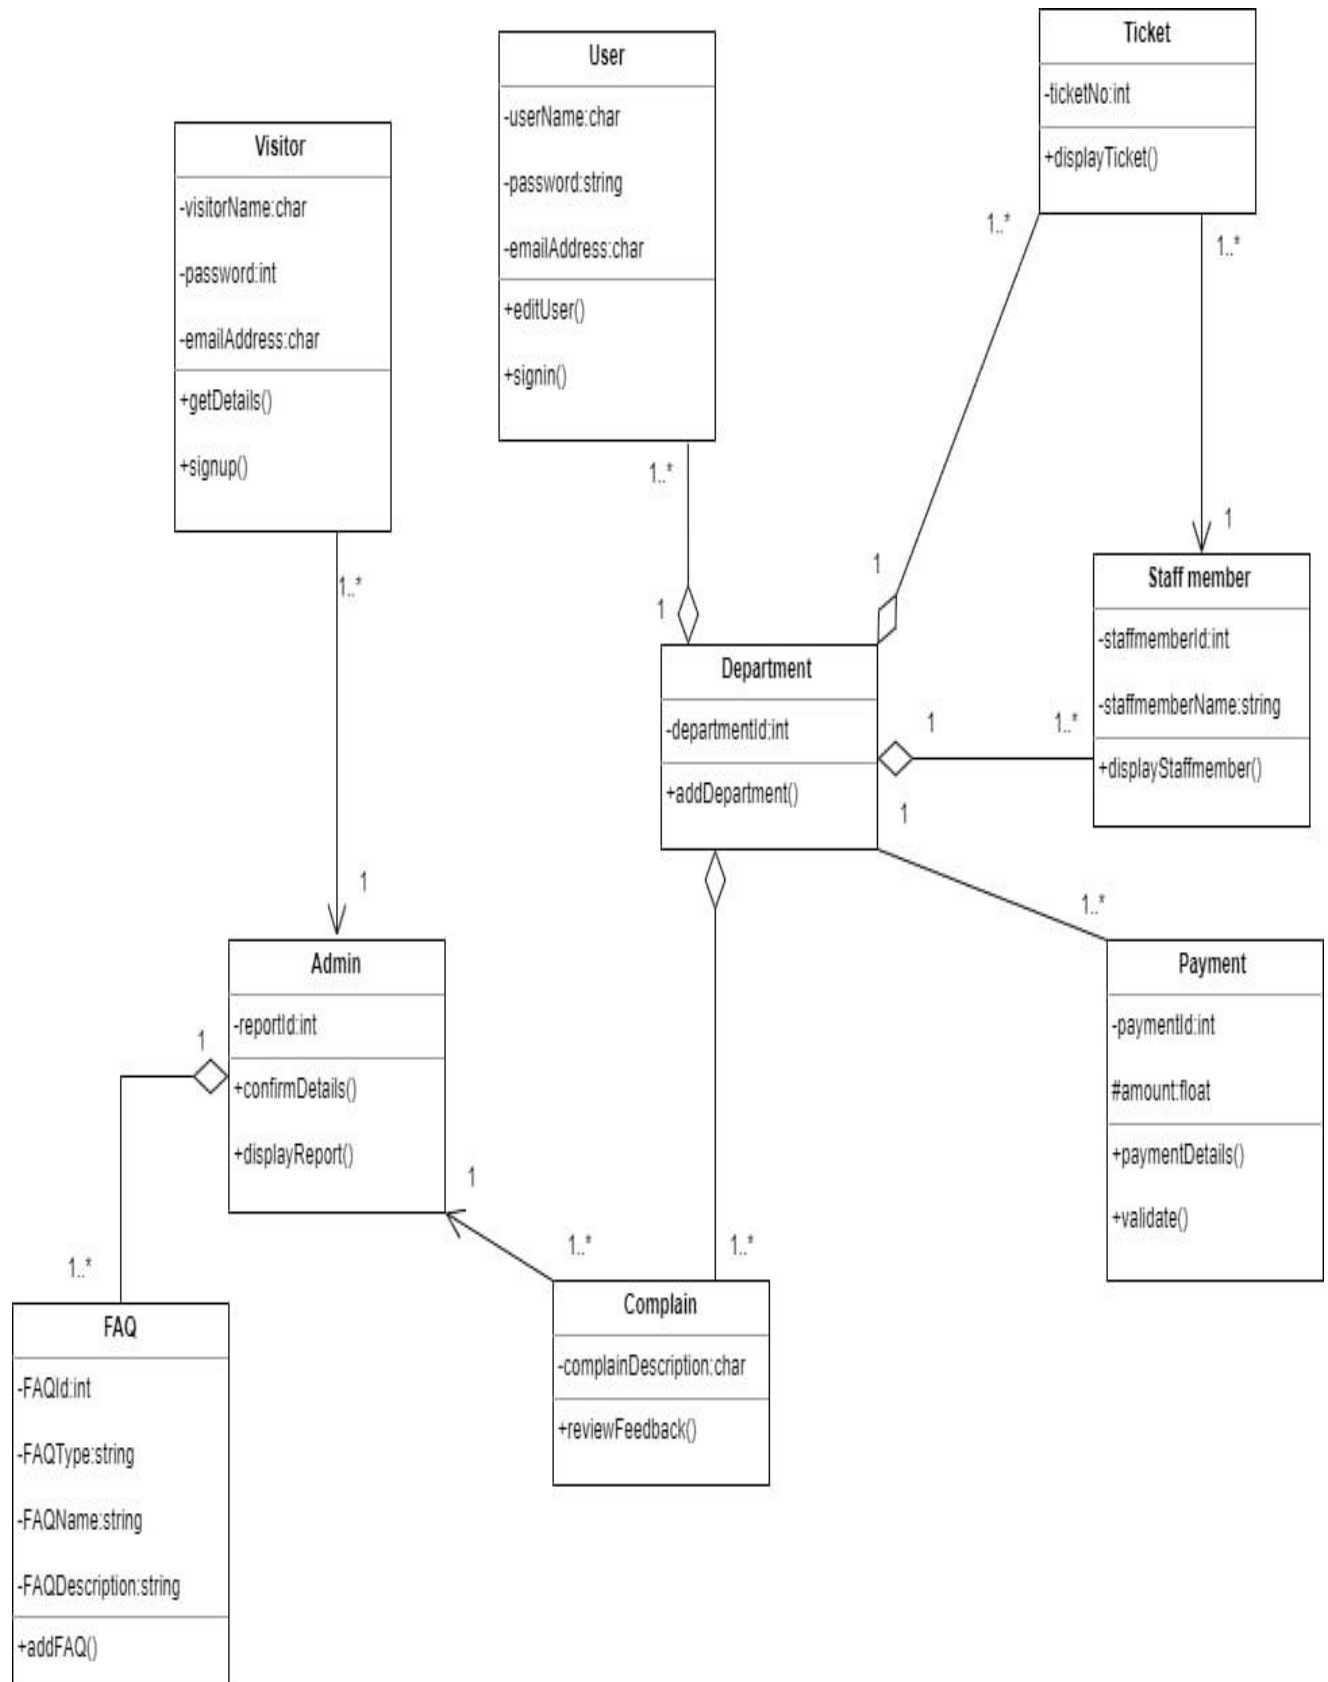 Ticket
-ticketNo:int
+displayTicket()
1..*
1..*
User
-userName:char
-password:string
-emailAddress:char
+editUser()
+signin()
1..*
1
Visitor
-visitorName:char
-password:int
-emailAddress:char
+getDetails()
+signup()
1..*
1
1
1
Staff member
-staffmemberId:int
-staffmemberName:string
+displayStaffmember()
Department
-departmentId:int
+addDepartment()
1
1..*
1
1..*
Payment
-paymentId:int
#amount:float
+paymentDetails()
+validate()
Admin
-reportId:int
+confirmDetails()
+displayReport()
1
1
1..*
1..*
1..*
Complain
-complainDescription:char
+reviewFeedback()
FAQ
-FAQId:int
-FAQType:string
-FAQName:string
-FAQDescription:string
+addFAQ()